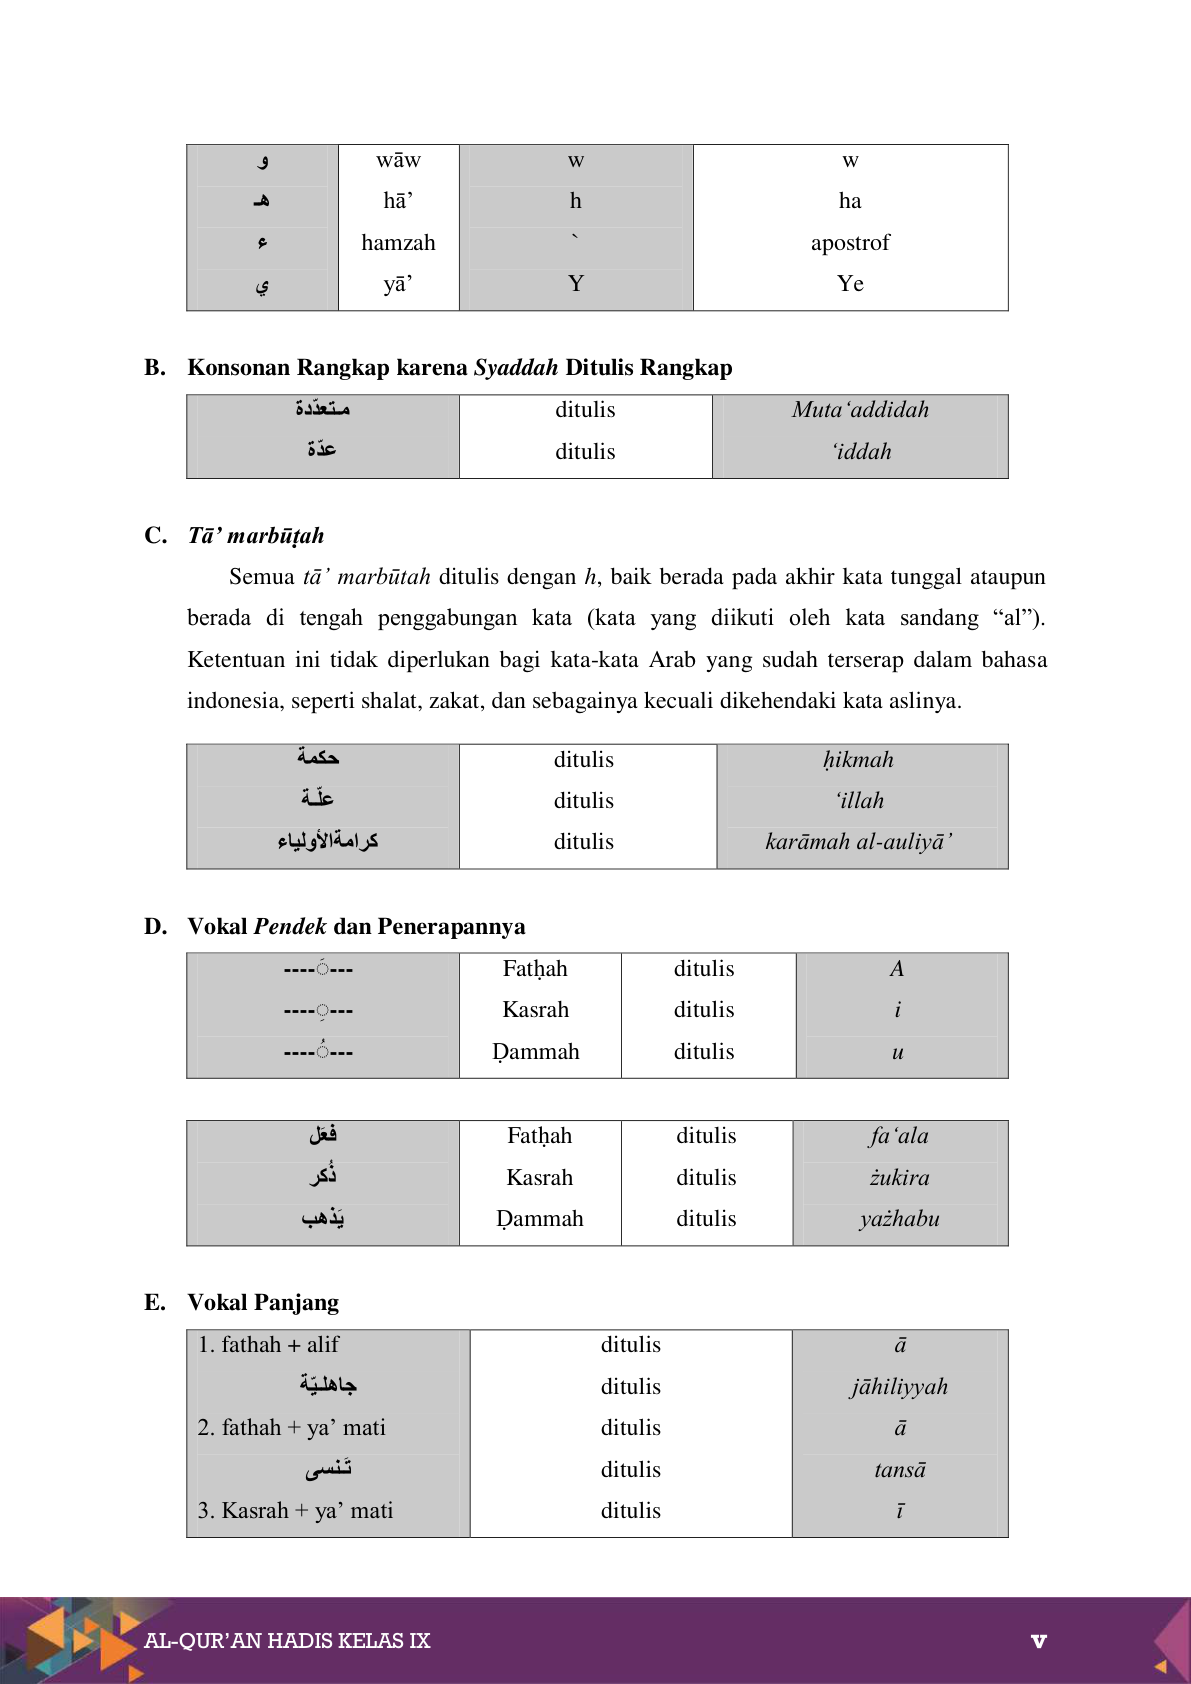 و wāw w w
هـ hā’ h ha
ء hamzah ` apostrof
ي yā’ Y Ye
B. Konsonan Rangkap karena Syaddah Ditulis Rangkap
مـتعدّدة ditulis Muta‘addidah
عدّة ditulis ‘iddah
C. Tā’ marbūṭah
Semua tā’ marbūtah ditulis dengan h, baik berada pada akhir kata tunggal ataupun
berada di tengah penggabungan kata (kata yang diikuti oleh kata sandang “al”).
Ketentuan ini tidak diperlukan bagi kata-kata Arab yang sudah terserap dalam bahasa
indonesia, seperti shalat, zakat, dan sebagainya kecuali dikehendaki kata aslinya.
حكمة ditulis ḥikmah
علّـة ditulis ‘illah
كرامةالأولياء ditulis karāmah al-auliyā’
D. Vokal Pendek dan Penerapannya
----◌َ--- Fatḥah ditulis A
----◌ِ--- Kasrah ditulis i
----◌ُ--- Ḍammah ditulis u
فعَل Fatḥah ditulis fa‘ala
ذُكر Kasrah ditulis żukira
يَذهب Ḍammah ditulis yażhabu
E. Vokal Panjang
1. fathah + alif ditulis ā
جاهلـيّة ditulis jāhiliyyah
2. fathah + ya’ mati ditulis ā
تَـنسى ditulis tansā
3. Kasrah + ya’ mati ditulis ī
AL-QUR’AN HADIS KELAS IX v